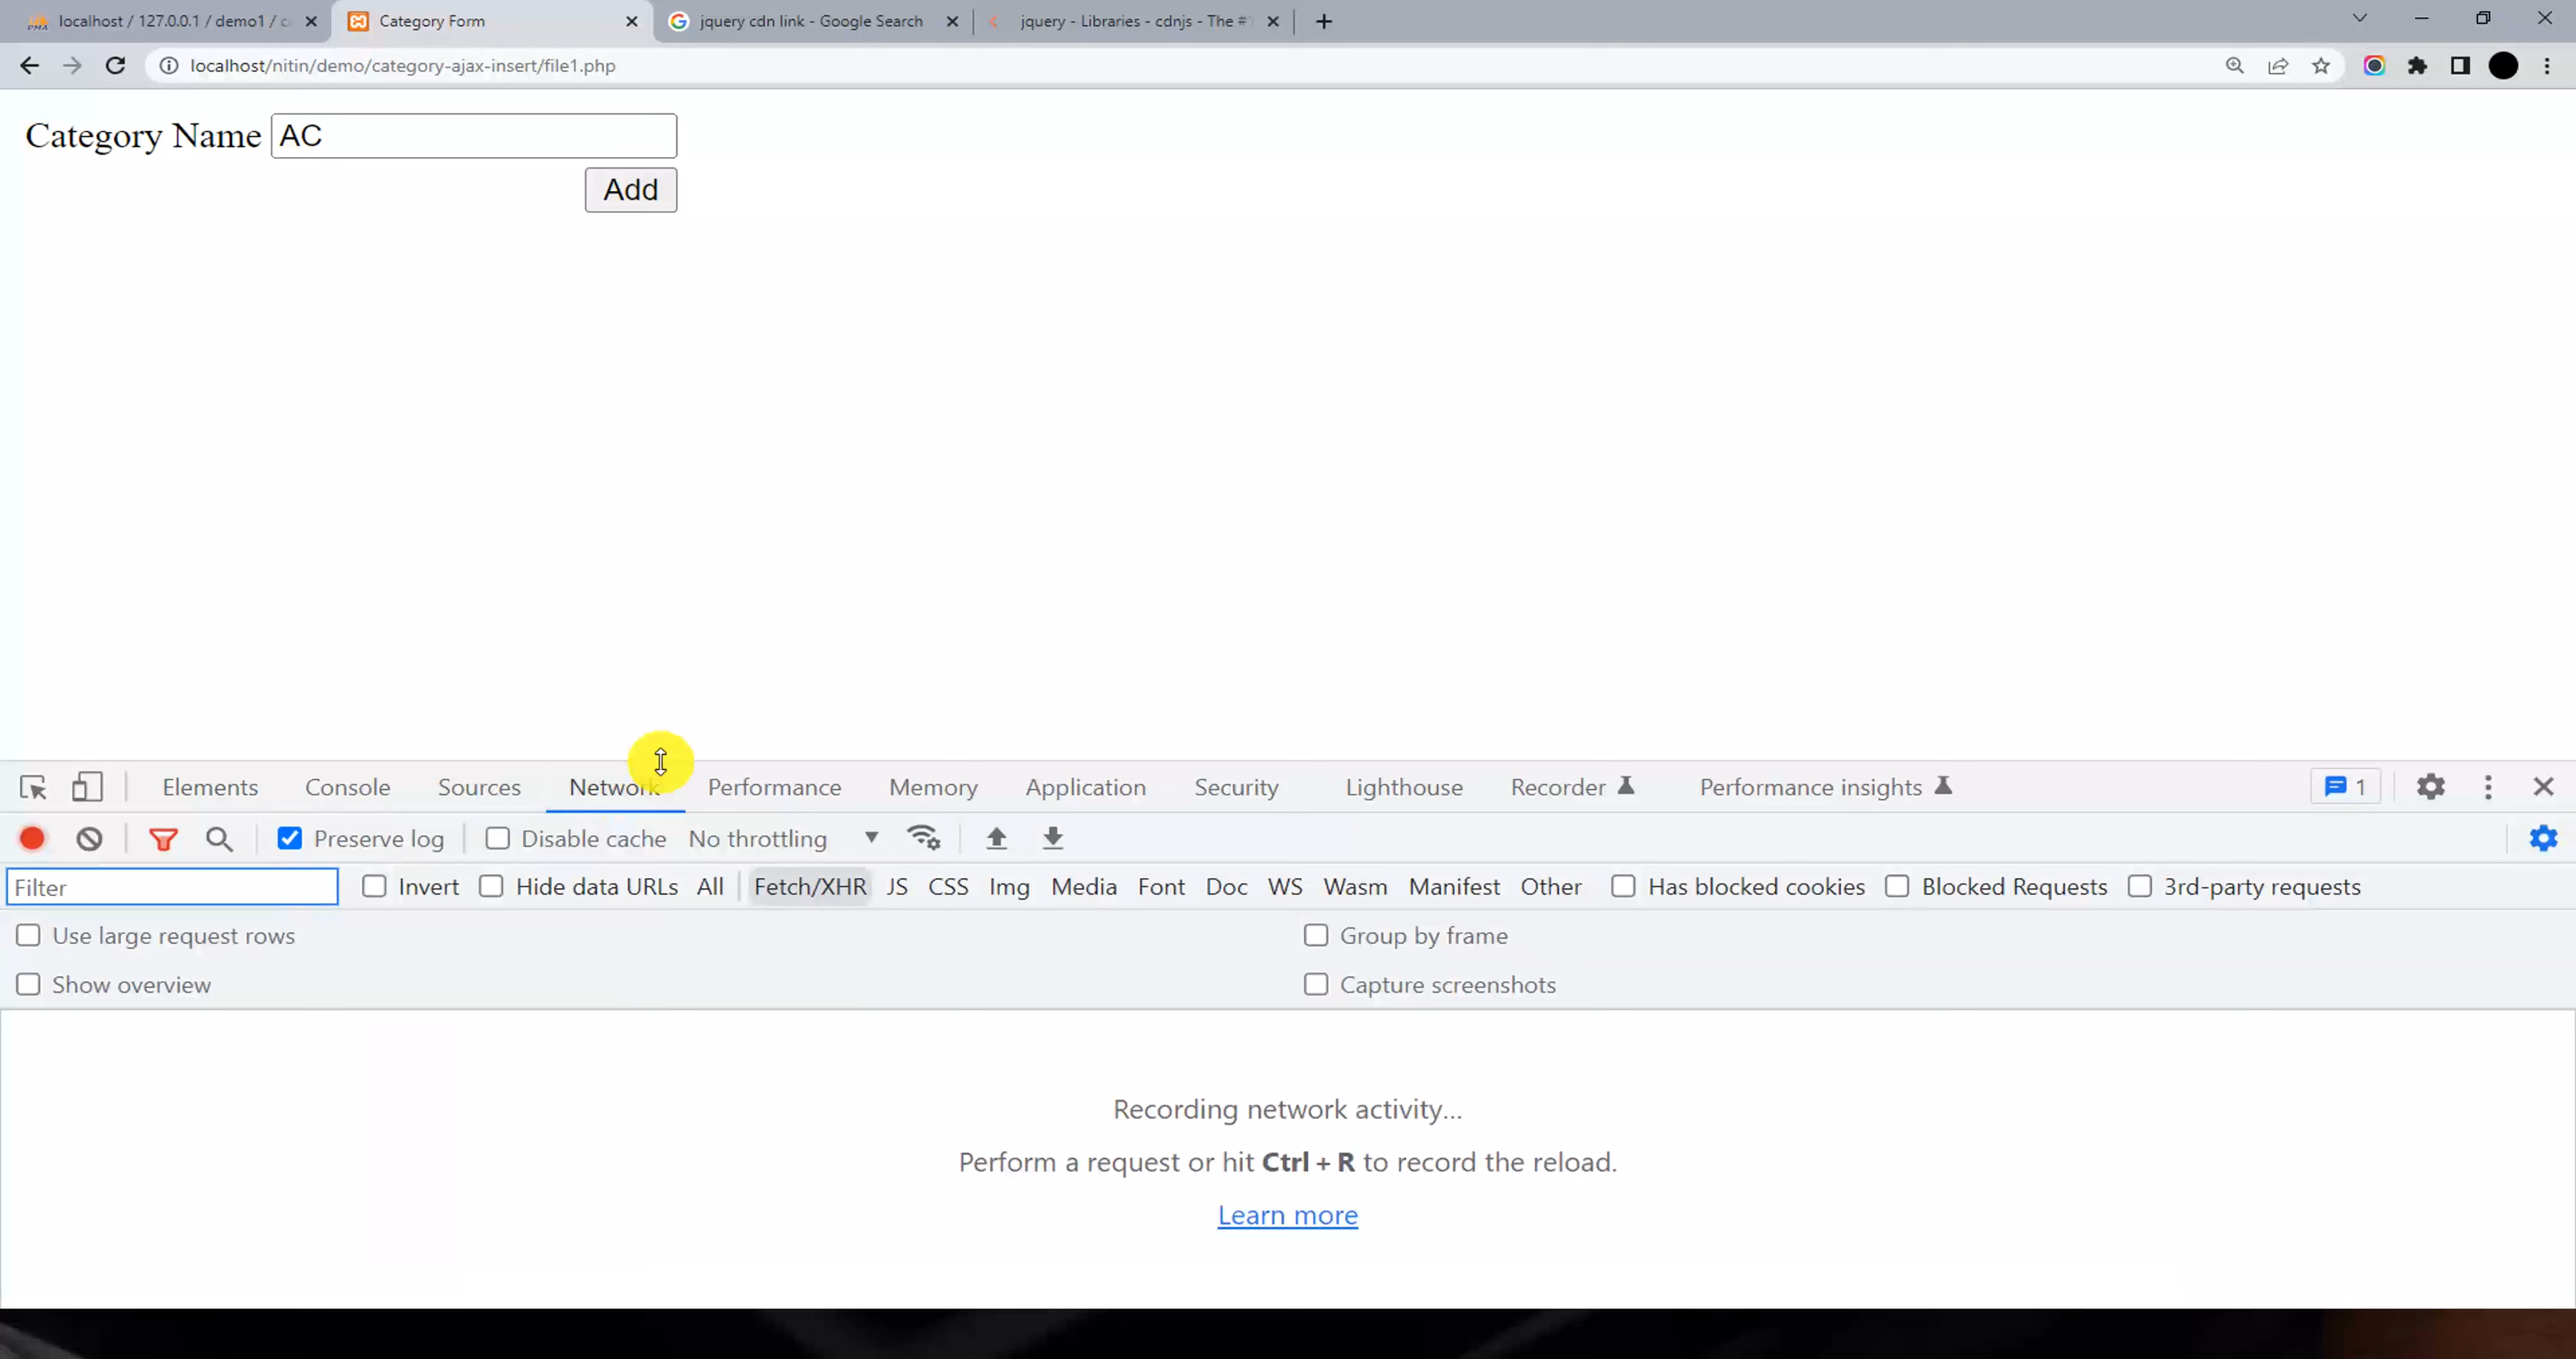 localhost / 127.0.0.1 / demo1 / c
Category Form
jquery cdn link - Google Search
jquery - Libraries - cdnjs - The #
localhost/nitin/demo/category-ajax-insert/file1.php
Category Name AC
Add
Elements Console Sources Network Performance Memory Application Security Lighthouse Recorder Performance insights 1
Preserve log Disable cache No throttling
Filter Invert Hide data URLs All Fetch/XHR JS CSS Img Media Font Doc WS Wasm Manifest Other Has blocked cookies Blocked Requests 3rd-party requests
Use large request rows Group by frame
Show overview Capture screenshots
Recording network activity...
Perform a request or hit Ctrl + R to record the reload.
Learn more